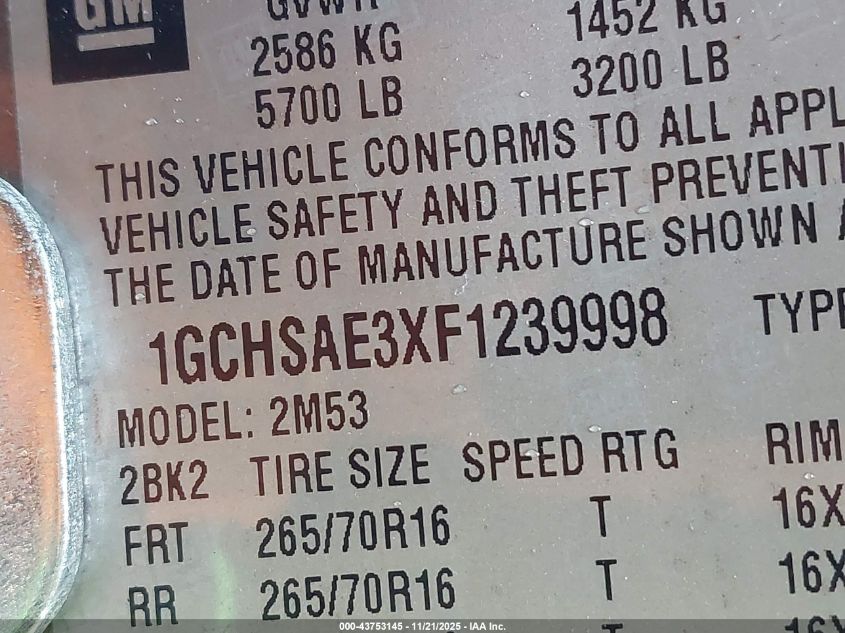 GM
GVWR
2586 KG 1452 KG
5700 LB 3200 LB
THIS VEHICLE CONFORMS TO ALL APPL
VEHICLE SAFETY AND THEFT PREVENTI
THE DATE OF MANUFACTURE SHOWN A
1GCHSAE3XF1239998 TYPE
MODEL: 2M53
2BK2 TIRE SIZE SPEED RTG RIM
FRT 265/70R16 T 16X
RR 265/70R16 T 16X
000-43753145 - 11/21/2025 - IAA Inc.